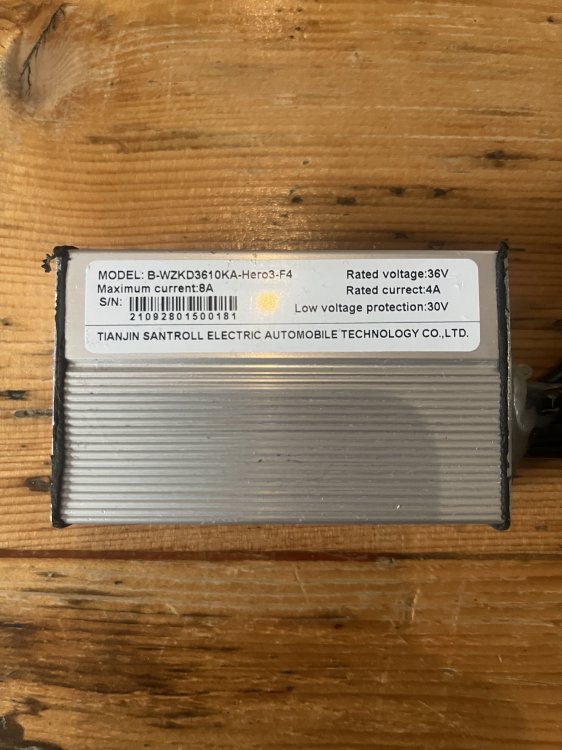 MODEL: B-WZKD3610KA-Hero3-F4 Rated voltage:36V
Maximum current:8A Rated current:4A
S/N: Low voltage protection:30V
21092801500181
TIANJIN SANTROLL ELECTRIC AUTOMOBILE TECHNOLOGY CO.,LTD.